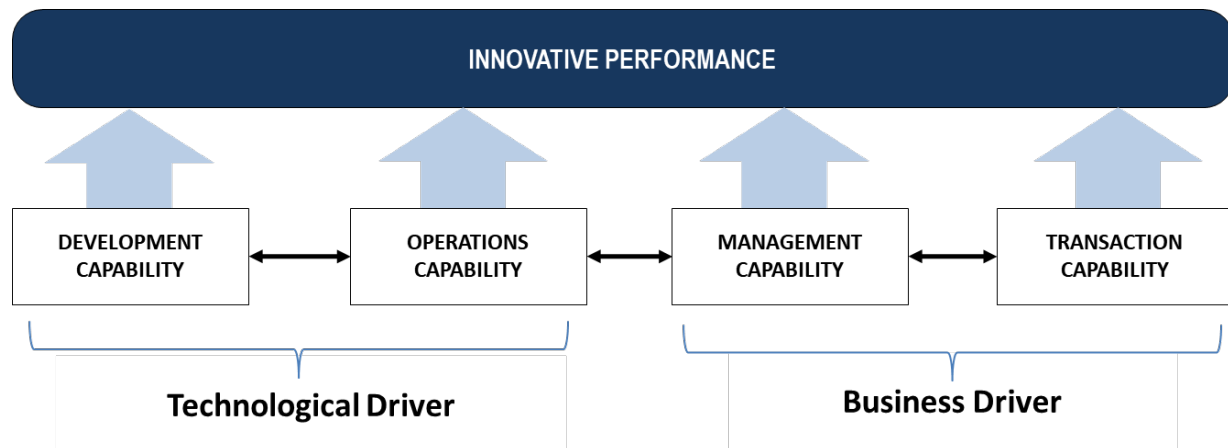 INNOVATIVE PERFORMANCE
DEVELOPMENT
CAPABILITY
OPERATIONS
CAPABILITY
MANAGEMENT
CAPABILITY
TRANSACTION
CAPABILITY
Technological Driver
Business Driver